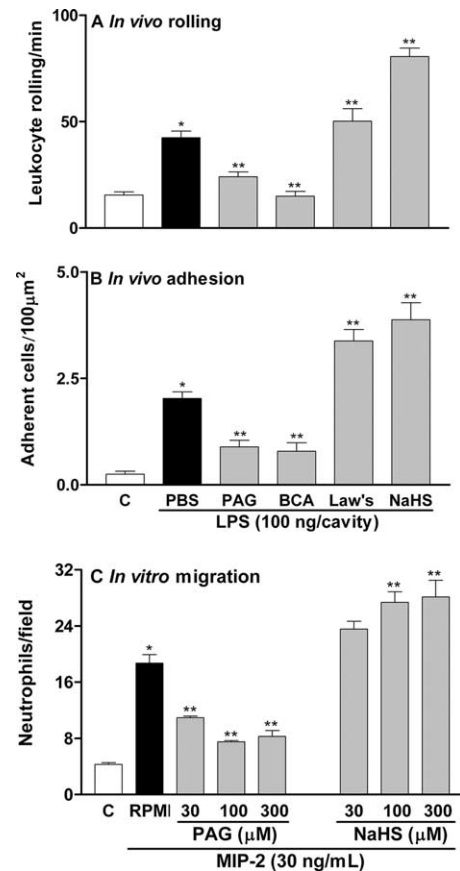 A In vivo rolling
Leukocyte rolling/min
100
50
0
*
**
**
**
**
B In vivo adhesion
Adherent cells/100μm²
5.0
2.5
0.0
*
**
**
**
**
C PBS PAG BCA Law's NaHS
LPS (100 ng/cavity)
C In vitro migration
Neutrophils/field
32
24
16
8
0
*
**
**
**
**
**
C RPMI 30 100 300 30 100 300
PAG (μM) NaHS (μM)
MIP-2 (30 ng/mL)